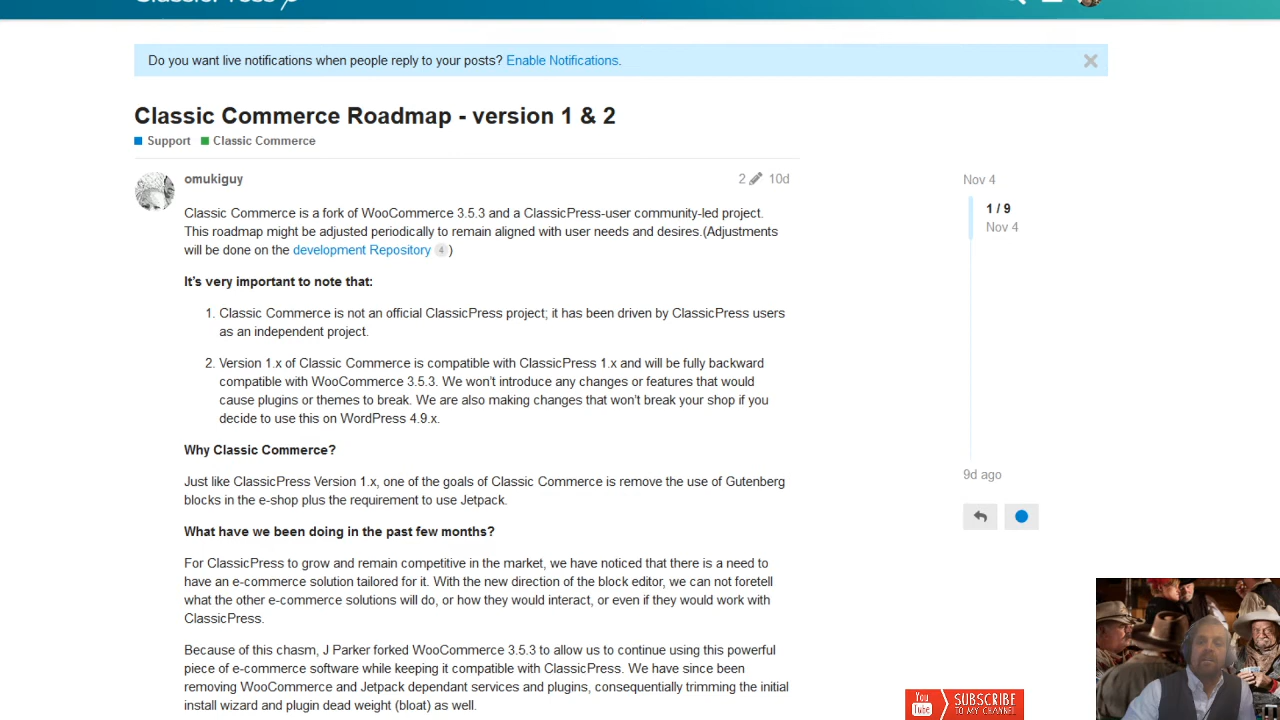 ClassicPress
Do you want live notifications when people reply to your posts? Enable Notifications.
Classic Commerce Roadmap - version 1 & 2
Support Classic Commerce
omukiguy 2 10d
Classic Commerce is a fork of WooCommerce 3.5.3 and a ClassicPress-user community-led project.
This roadmap might be adjusted periodically to remain aligned with user needs and desires.(Adjustments
will be done on the development Repository 4 )
It's very important to note that:
1. Classic Commerce is not an official ClassicPress project; it has been driven by ClassicPress users
as an independent project.
2. Version 1.x of Classic Commerce is compatible with ClassicPress 1.x and will be fully backward
compatible with WooCommerce 3.5.3. We won't introduce any changes or features that would
cause plugins or themes to break. We are also making changes that won't break your shop if you
decide to use this on WordPress 4.9.x.
Why Classic Commerce?
Just like ClassicPress Version 1.x, one of the goals of Classic Commerce is remove the use of Gutenberg
blocks in the e-shop plus the requirement to use Jetpack.
What have we been doing in the past few months?
For ClassicPress to grow and remain competitive in the market, we have noticed that there is a need to
have an e-commerce solution tailored for it. With the new direction of the block editor, we can not foretell
what the other e-commerce solutions will do, or how they would interact, or even if they would work with
ClassicPress.
Because of this chasm, J Parker forked WooCommerce 3.5.3 to allow us to continue using this powerful
piece of e-commerce software while keeping it compatible with ClassicPress. We have since been
removing WooCommerce and Jetpack dependant services and plugins, consequentially trimming the initial
install wizard and plugin dead weight (bloat) as well.
Nov 4
1 / 9
Nov 4
9d ago
You
Tube
SUBSCRIBE
TO MY CHANNEL